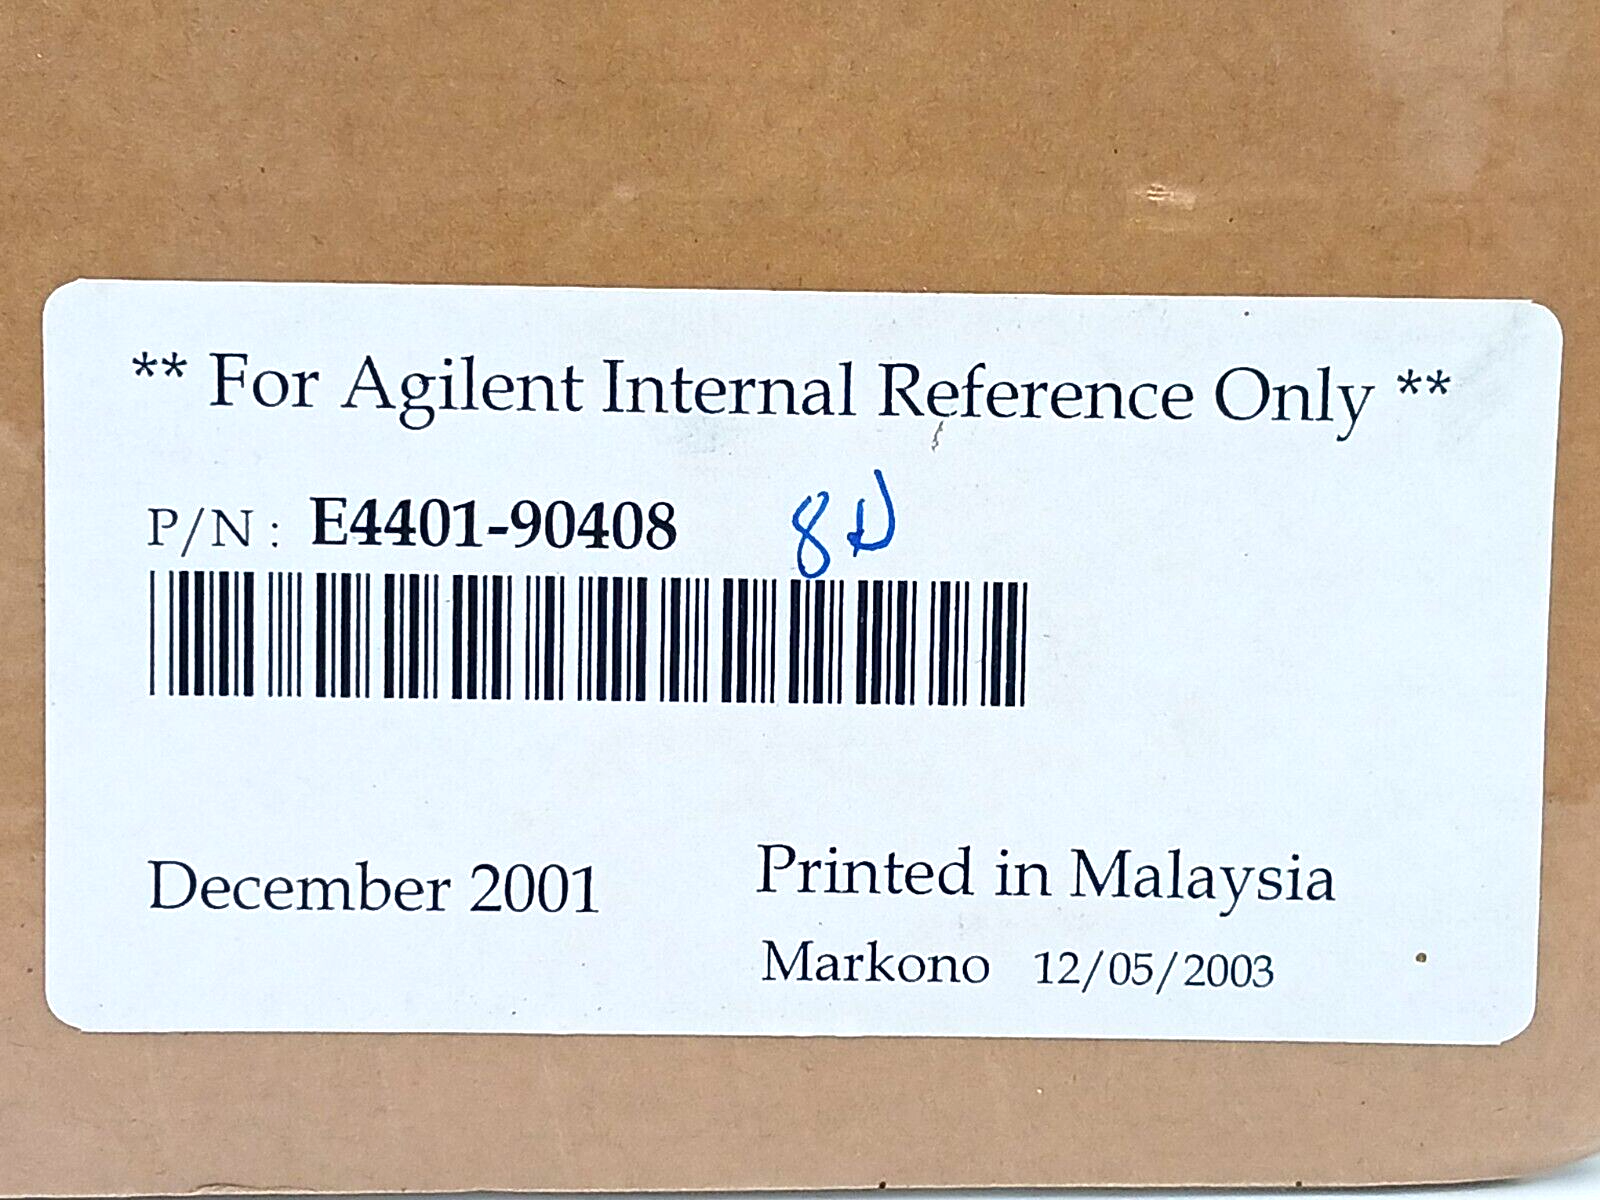 ** For Agilent Internal Reference Only **
P/N: E4401-90408 8D
December 2001 Printed in Malaysia
Markono 12/05/2003